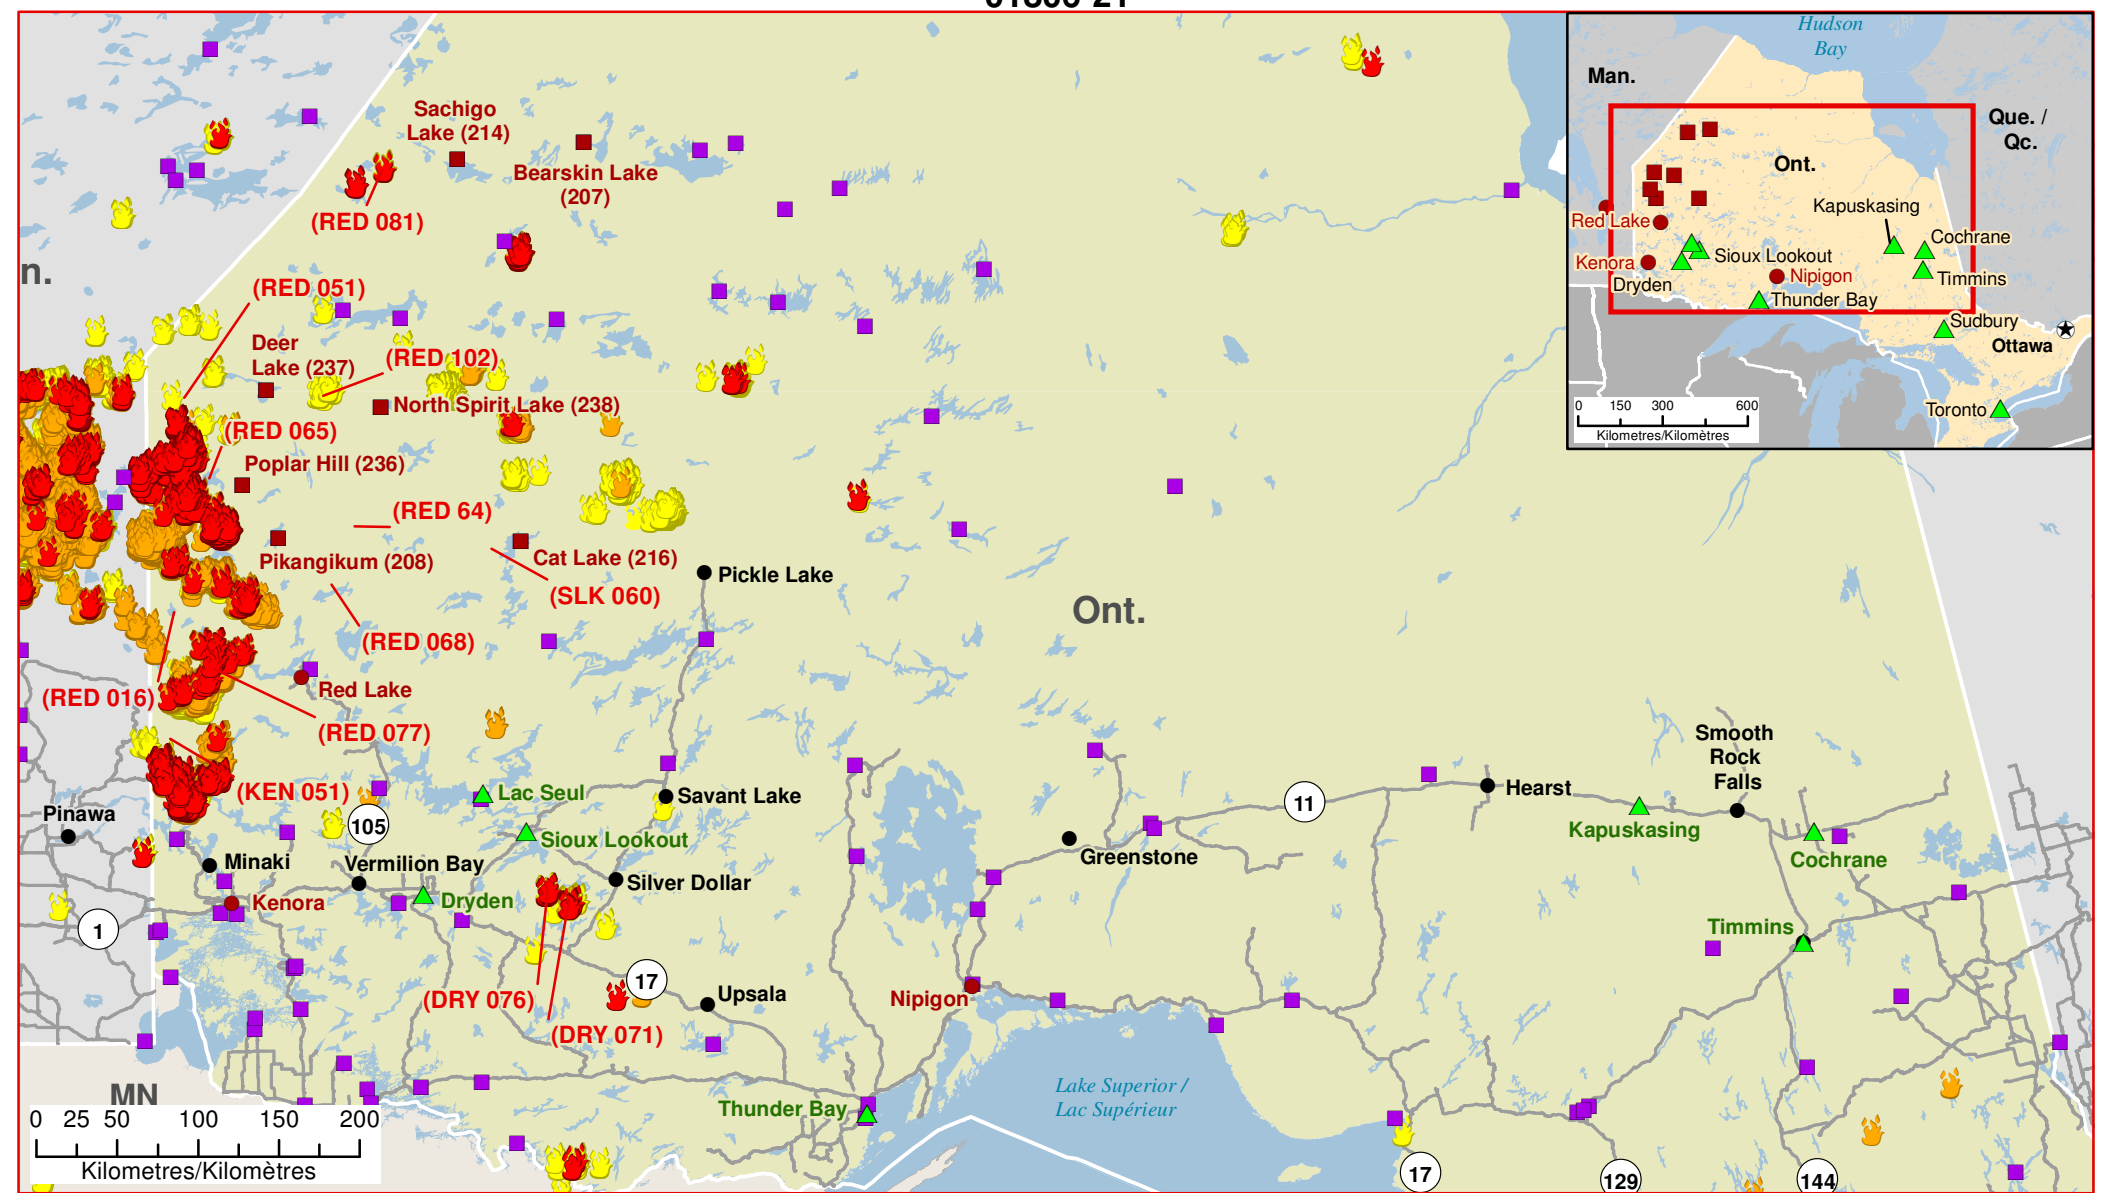 Hudson
Bay
Man.
Que. /
Qc.
Ont.
Kapuskasing
Red Lake
Cochrane
Sioux Lookout
Kenora
Nipigon
Timmins
Dryden
Thunder Bay
Sudbury
Ottawa
Toronto
0 150 300 600
Kilometres/Kilomètres
Sachigo
Lake (214)
Bearskin Lake
(207)
(RED 081)
n.
(RED 051)
Deer
Lake (237)
(RED 102)
North Spirit Lake (238)
(RED 065)
Poplar Hill (236)
(RED 64)
Pikangikum (208)
Cat Lake (216)
Pickle Lake
(SLK 060)
Ont.
(RED 068)
(RED 016)
Red Lake
(RED 077)
Smooth
Rock
Falls
(KEN 051)
Lac Seul
Savant Lake
11
Hearst
Pinawa
105
Sioux Lookout
Kapuskasing
Minaki
Vermilion Bay
Greenstone
Cochrane
Silver Dollar
Kenora
Dryden
1
Timmins
17
(DRY 076)
Upsala
Nipigon
(DRY 071)
MN
Lake Superior /
Lac Supérieur
Thunder Bay
0 25 50 100 150 200
Kilometres/Kilomètres
17
129
144